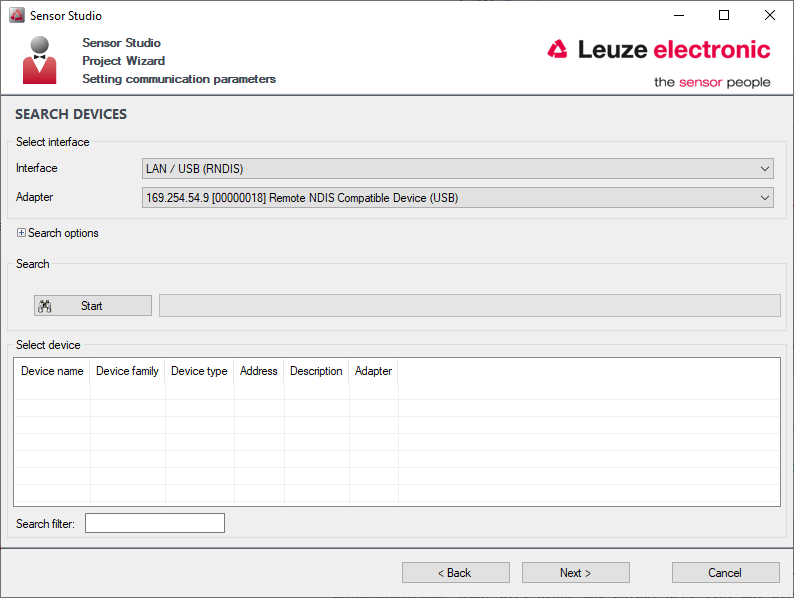 Sensor Studio
Sensor Studio
Project Wizard
Setting communication parameters
Leuze electronic
the sensor people
SEARCH DEVICES
Select interface
Interface
LAN / USB (RNDIS)
Adapter
169.254.54.9 [00000018] Remote NDIS Compatible Device (USB)
Search options
Search
Start
Select device
Device name Device family Device type Address Description Adapter
Search filter:
< Back Next > Cancel